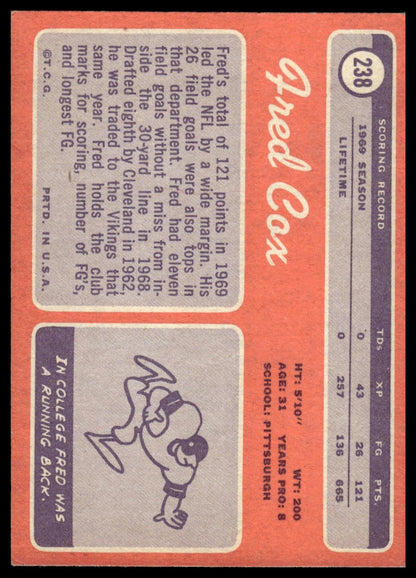 238
SCORING RECORD TDs XP FG PTS.
1969 SEASON 0 43 26 121
LIFETIME 0 257 136 665
Fred Cox
HT: 5'10" WT: 200
AGE: 31 YEARS PRO: 8
SCHOOL: PITTSBURGH
Fred's total of 121 points in 1969
led the NFL by a wide margin. His
26 field goals were also tops in
that department. Fred had eleven
field goals without a miss from in-
side the 30-yard line in 1968.
Drafted eighth by Cleveland in 1962,
he was traded to the Vikings that
same year. Fred holds the club
marks for scoring, number of FG's,
and longest FG.
©T.C.G. PRTD. IN U.S.A.
IN COLLEGE FRED WAS
A RUNNING BACK.